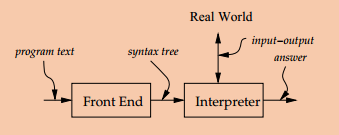 Real World
input−output
program text
syntax tree
answer
Front End
Interpreter